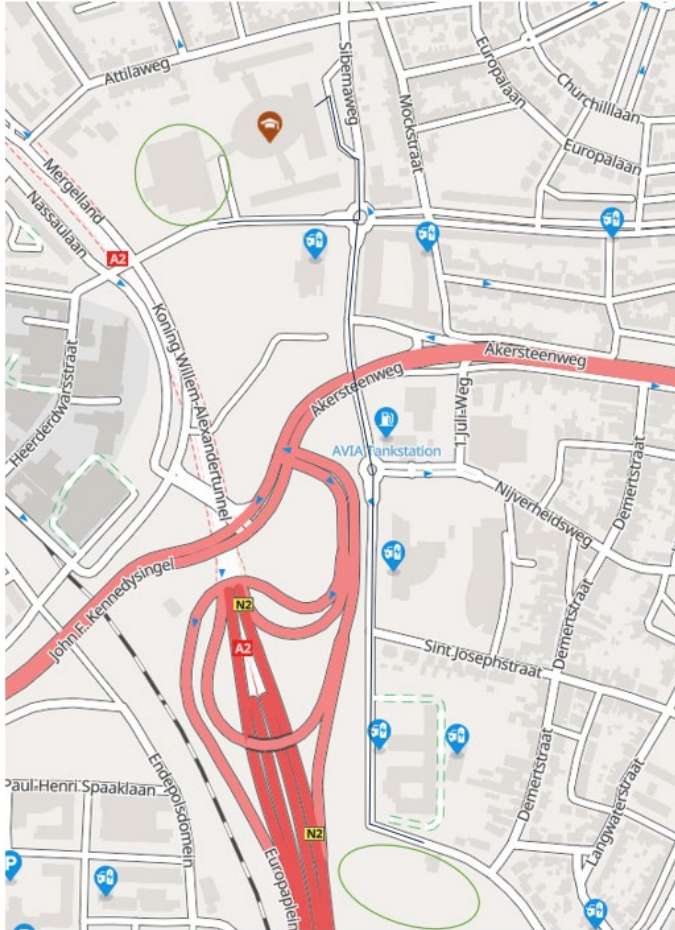 Attilaweg
Sibemaweg
Mockstraat
Europalaan
Churchilllaan
Europalaan
Mergelland
Nassaulaan
A2
Koning Willem-Alexandertunnel
Heerderdwarsstraat
Akersteenweg
Akersteenweg
1 Juli-weg
AVIA Tankstation
Nijverheidsweg
Demertstraat
John F. Kennedysingel
N2
A2
Sint Josephstraat
Demertstraat
Demertstraat
Langwaterstraat
Endepolsdomein
Paul Henri Spaaklaan
N2
Europaplein
P